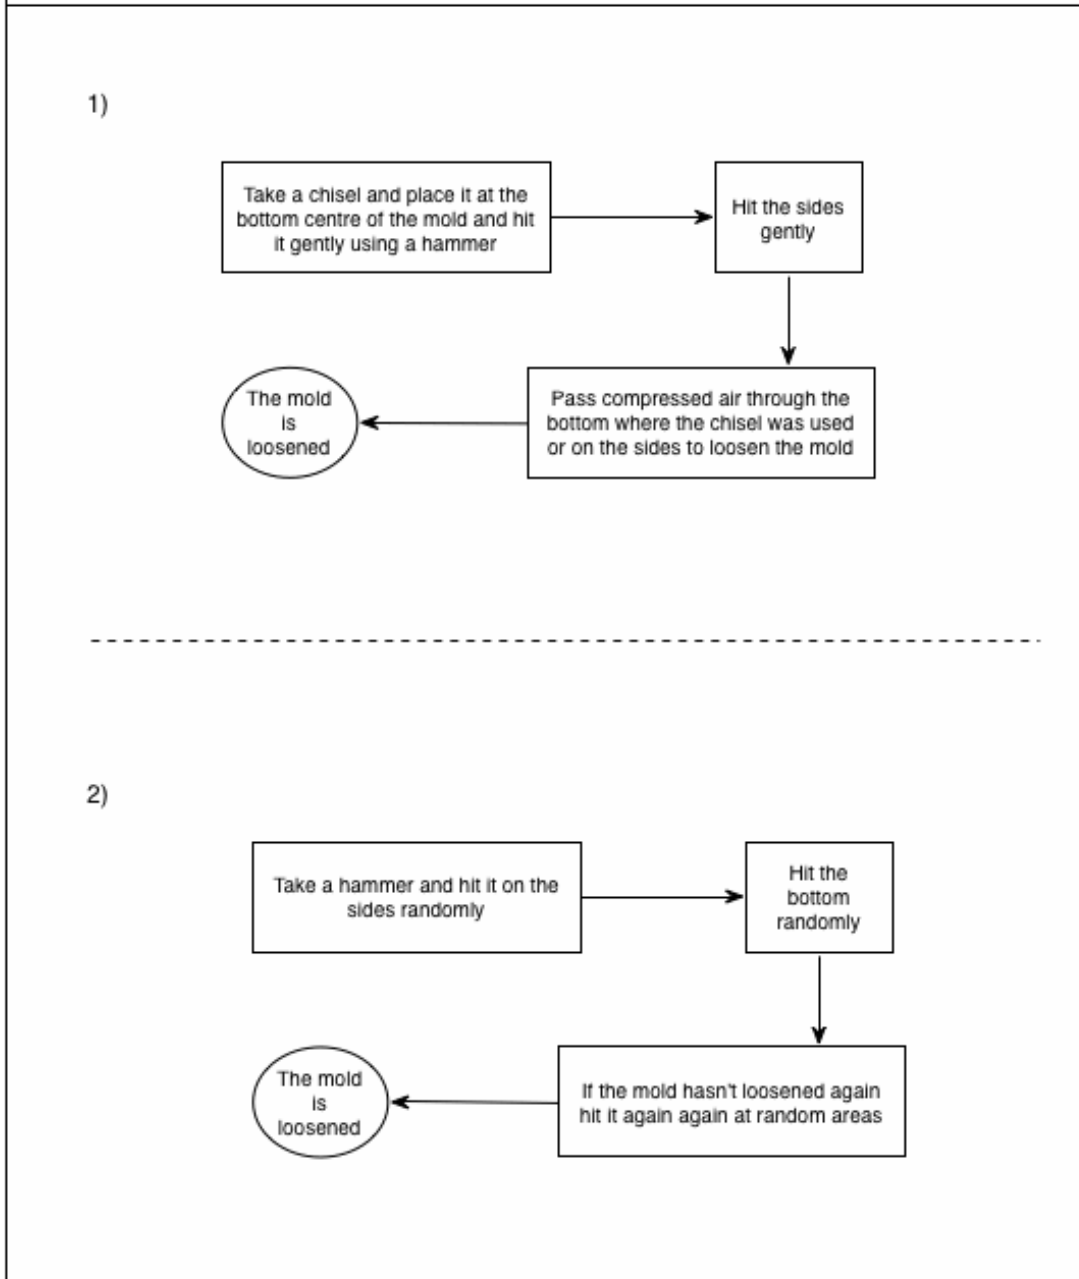 1)
Take a chisel and place it at the
bottom centre of the mold and hit
it gently using a hammer
Hit the sides
gently
Pass compressed air through the
bottom where the chisel was used
or on the sides to loosen the mold
The mold
is
loosened
2)
Take a hammer and hit it on the
sides randomly
Hit the
bottom
randomly
If the mold hasn't loosened again
hit it again again at random areas
The mold
is
loosened